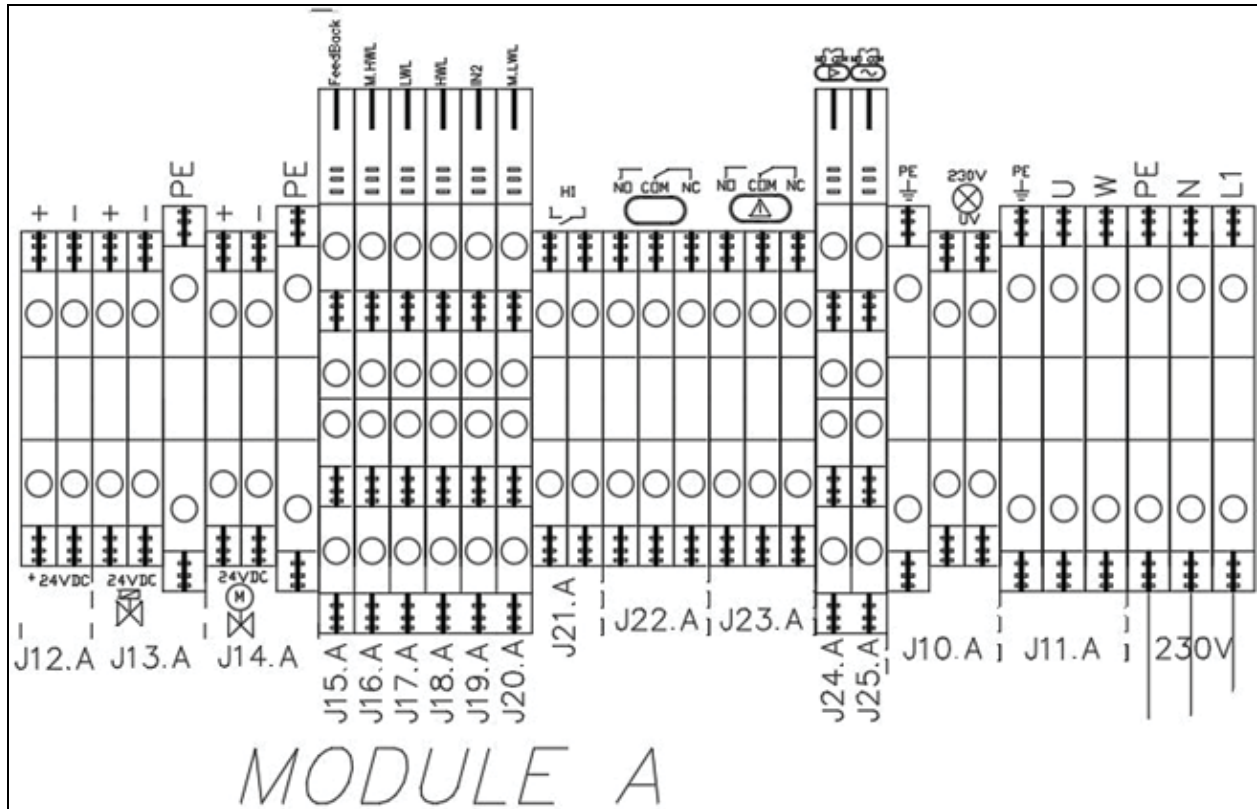 FeedBack
M.HWL
LWL
HWL
IN2
M.LWL
+ - + - PE + - PE
HI
NO COM NC
NO COM NC
PE
230V
UV
PE U W PE N L1
+24VDC 24VDC 24VDC
M
J12.A J13.A J14.A
J15.A
J16.A
J17.A
J18.A
J19.A
J20.A
J21.A
J22.A J23.A
J24.A
J25.A
J10.A J11.A 230V
MODULE A